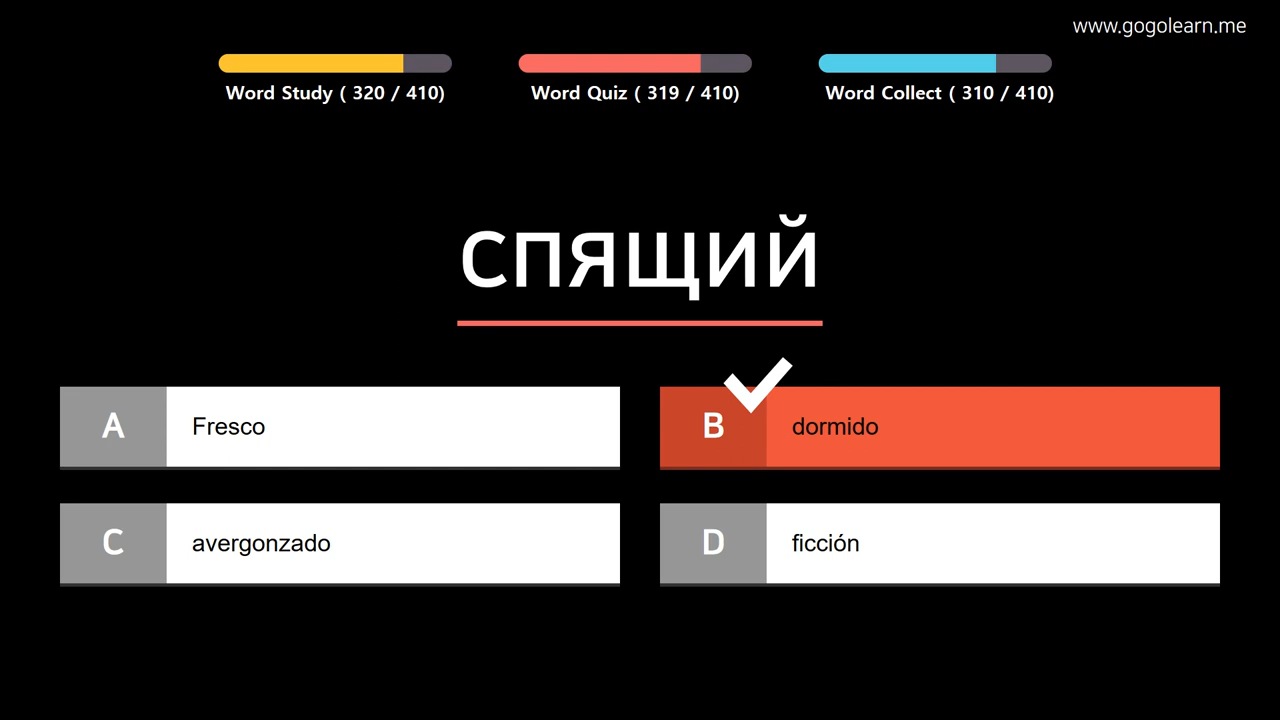 www.gogolearn.me
Word Study ( 320 / 410)
Word Quiz ( 319 / 410)
Word Collect ( 310 / 410)
спящий
A
Fresco
B
dormido
C
avergonzado
D
ficción